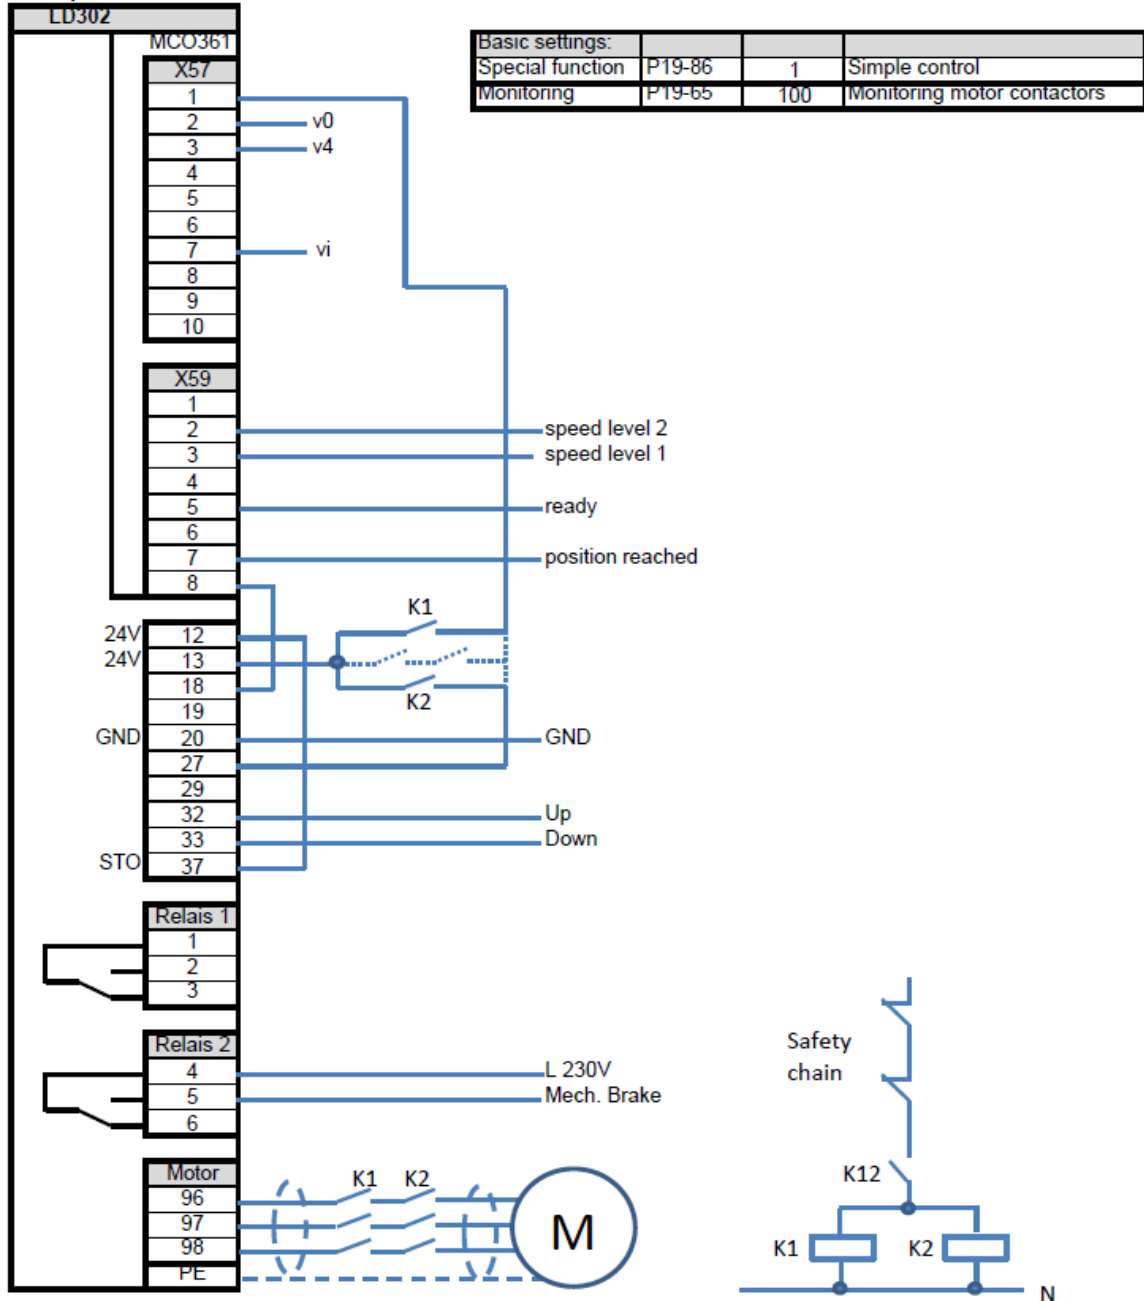 LD302
MCO361
Basic settings:
Special function P19-86 1 Simple control
Monitoring P19-65 100 Monitoring motor contactors
X57
1
2 v0
3 v4
4
5
6
7 vi
8
9
10
X59
1
2 speed level 2
3 speed level 1
4
5 ready
6
7 position reached
8
K1
24V 12
24V 13
18
K2
19
GND 20 GND
27
29
32 Up
33 Down
STO 37
Relais 1
1
2
3
Relais 2
4 L 230V
5 Mech. Brake
6
Safety
chain
K12
K1 K2
N
Motor
K1 K2
96
97
98
PE
M